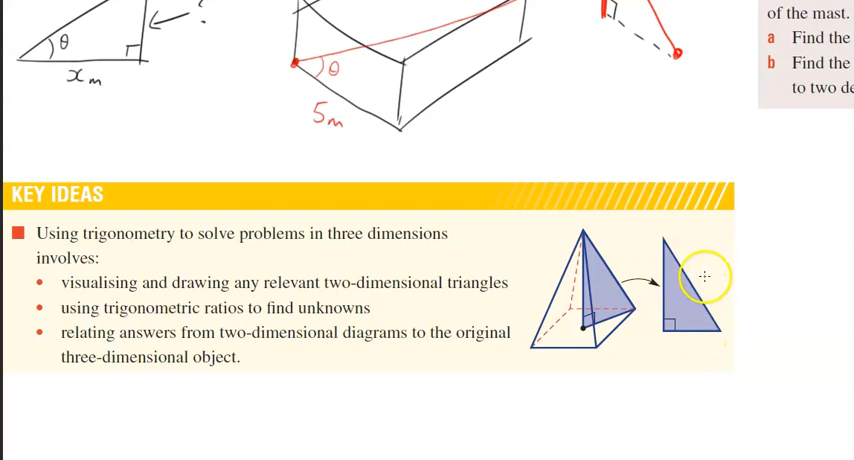 ?
θ
x m
θ
5m
of the mast.
a Find the
b Find the
to two de
KEY IDEAS
Using trigonometry to solve problems in three dimensions
involves:
• visualising and drawing any relevant two-dimensional triangles
• using trigonometric ratios to find unknowns
• relating answers from two-dimensional diagrams to the original
three-dimensional object.